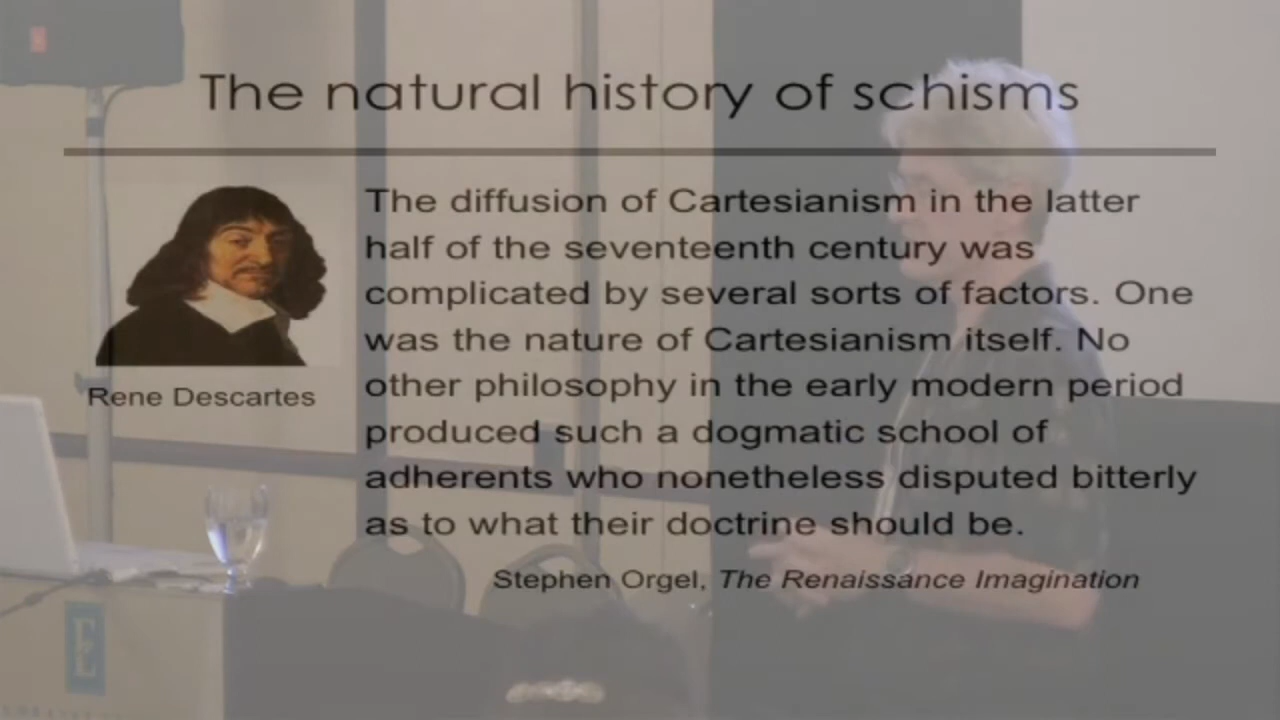 The natural history of schisms
The diffusion of Cartesianism in the latter
half of the seventeenth century was
complicated by several sorts of factors. One
was the nature of Cartesianism itself. No
other philosophy in the early modern period
produced such a dogmatic school of
adherents who nonetheless disputed bitterly
as to what their doctrine should be.
Rene Descartes
Stephen Orgel, The Renaissance Imagination
E